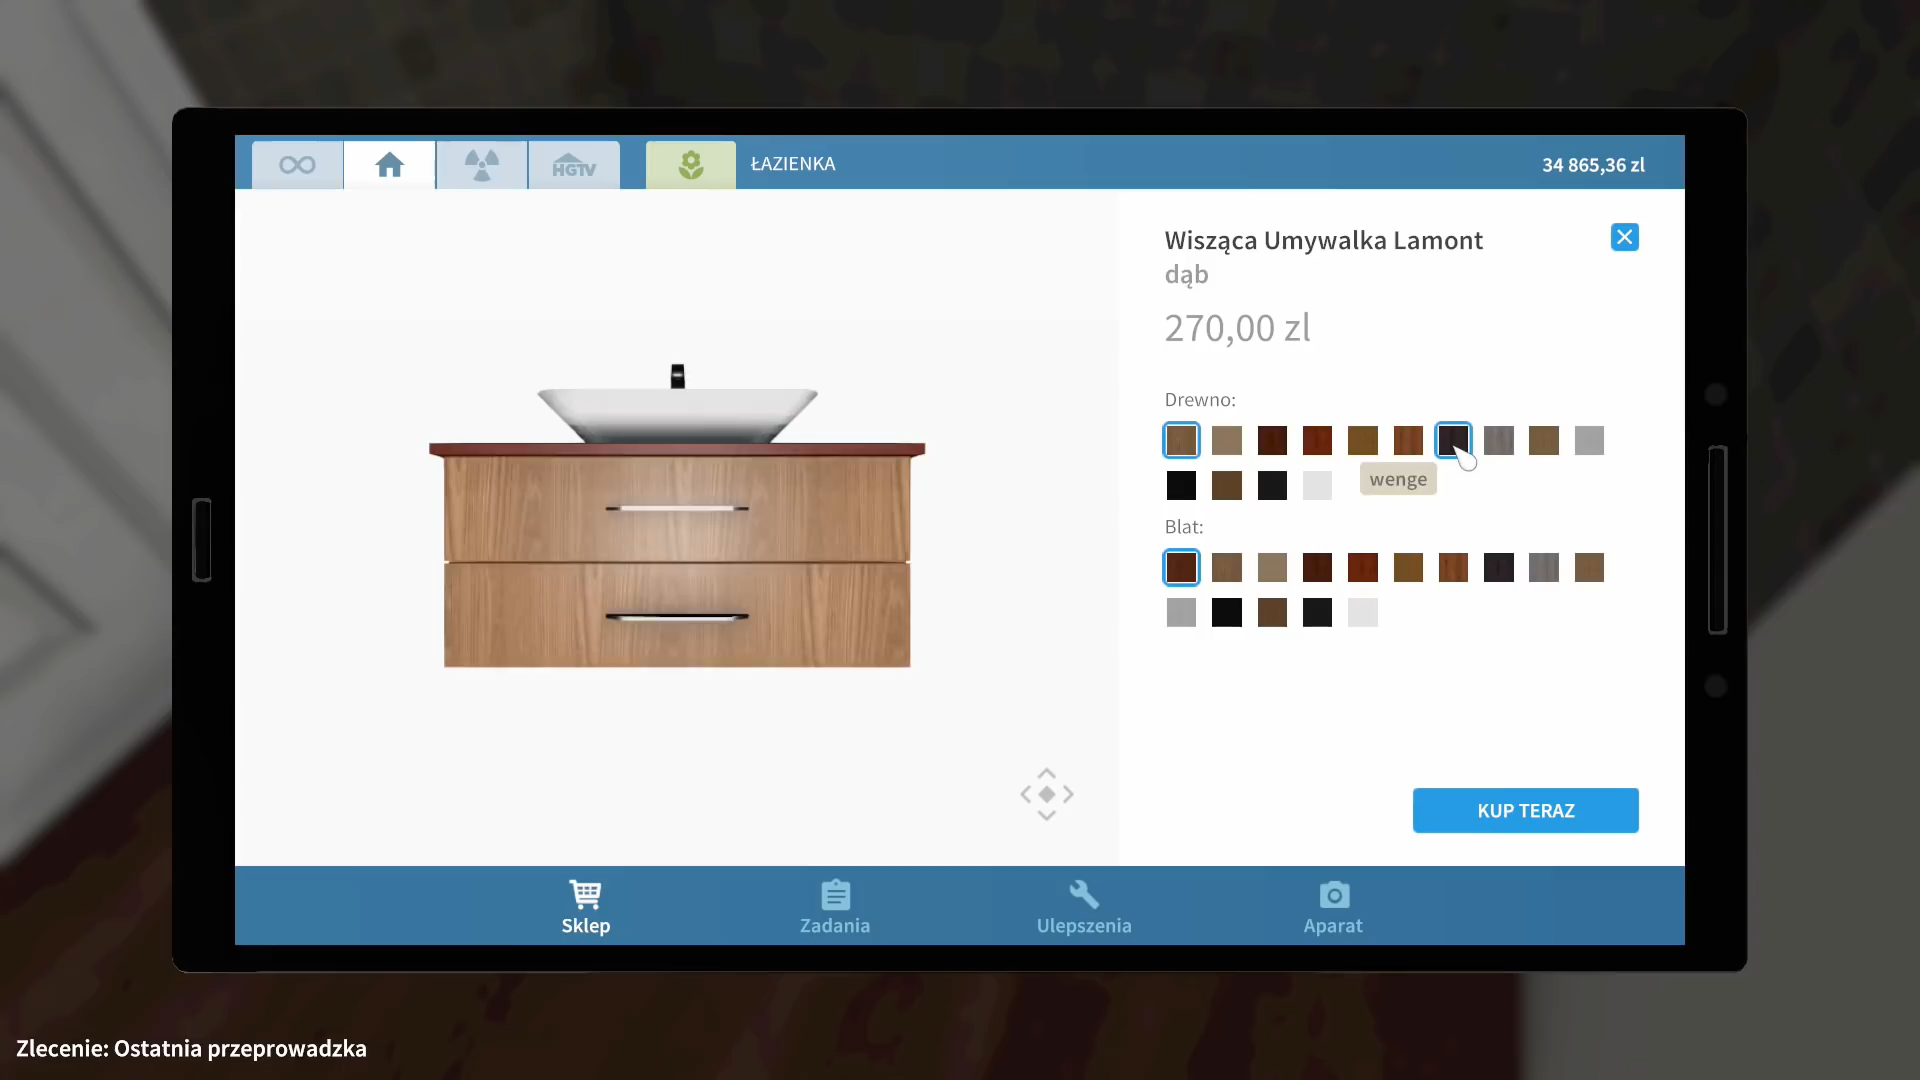 HGTV
ŁAZIENKA
34 865,36 zl
Wisząca Umywalka Lamont
dąb
270,00 zl
Drewno:
wenge
Blat:
KUP TERAZ
Sklep
Zadania
Ulepszenia
Aparat
Zlecenie: Ostatnia przeprowadzka